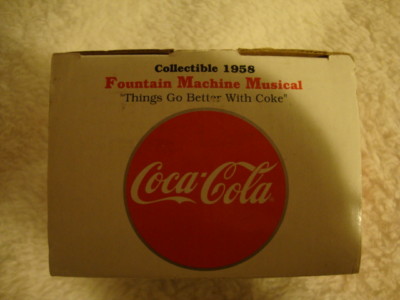 Collectible 1958
Fountain Machine Musical
"Things Go Better With Coke"
Coca-Cola